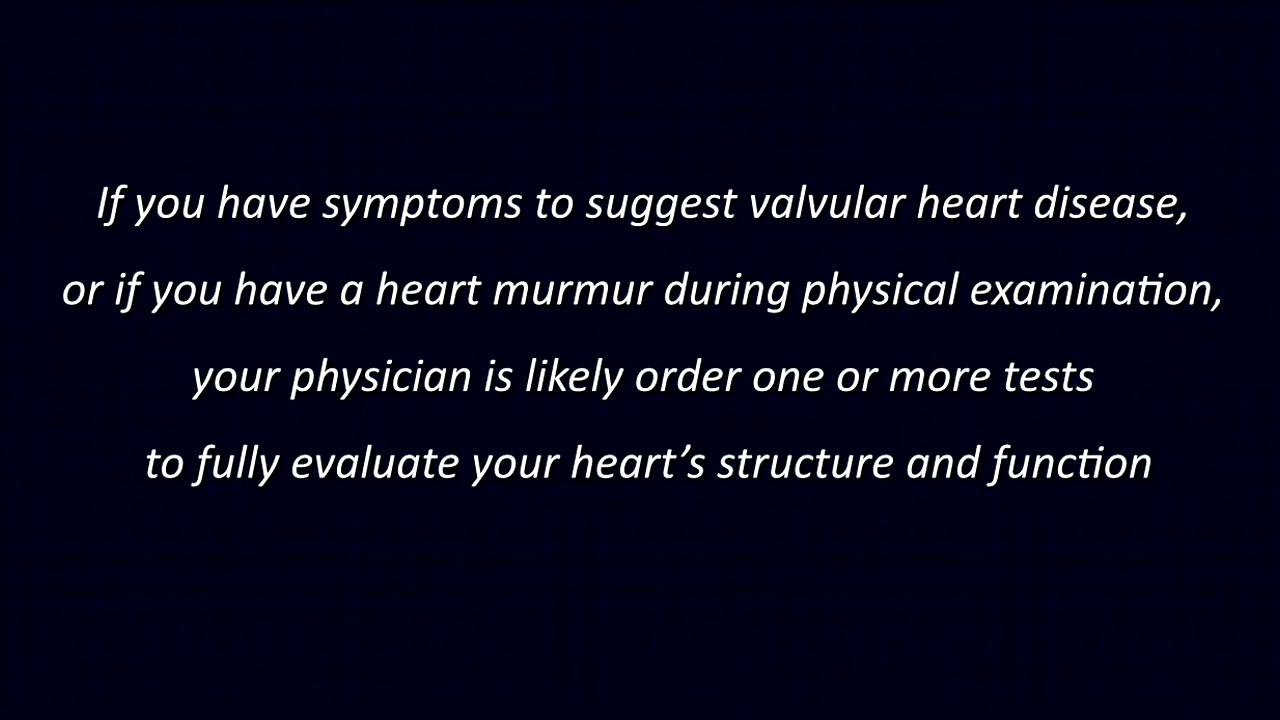 If you have symptoms to suggest valvular heart disease,
or if you have a heart murmur during physical examination,
your physician is likely order one or more tests
to fully evaluate your heart’s structure and function